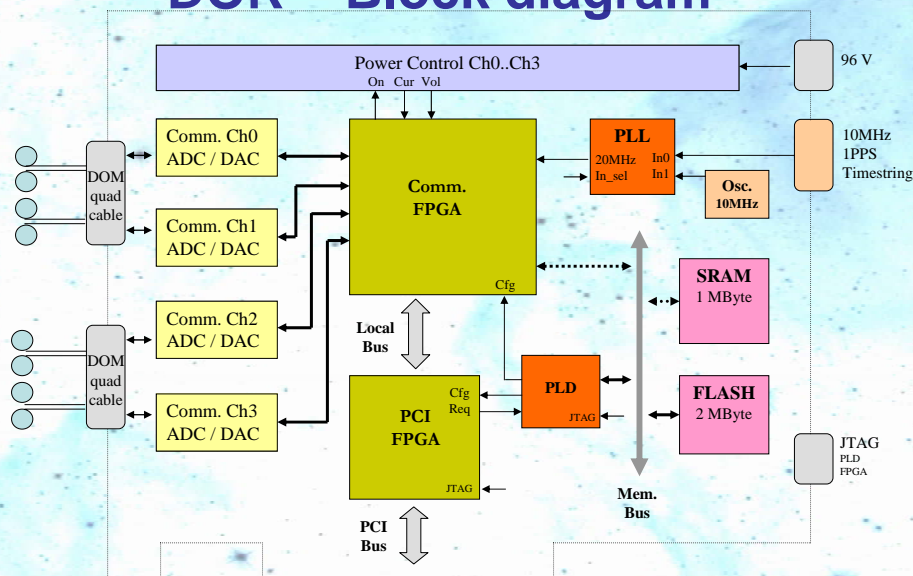 DOR – Block diagram
Power Control Ch0..Ch3
On Cur Vol
96 V
Comm. Ch0
ADC / DAC
DOM
quad
cable
Comm. Ch1
ADC / DAC
Comm.
FPGA
Cfg
PLL
20MHz In0
In_sel In1
Osc.
10MHz
10MHz
1PPS
Timestring
SRAM
1 MByte
Comm. Ch2
ADC / DAC
DOM
quad
cable
Comm. Ch3
ADC / DAC
Local
Bus
Cfg
Req
PCI
FPGA
JTAG
PLD
JTAG
FLASH
2 MByte
JTAG
PLD
FPGA
Mem.
Bus
PCI
Bus